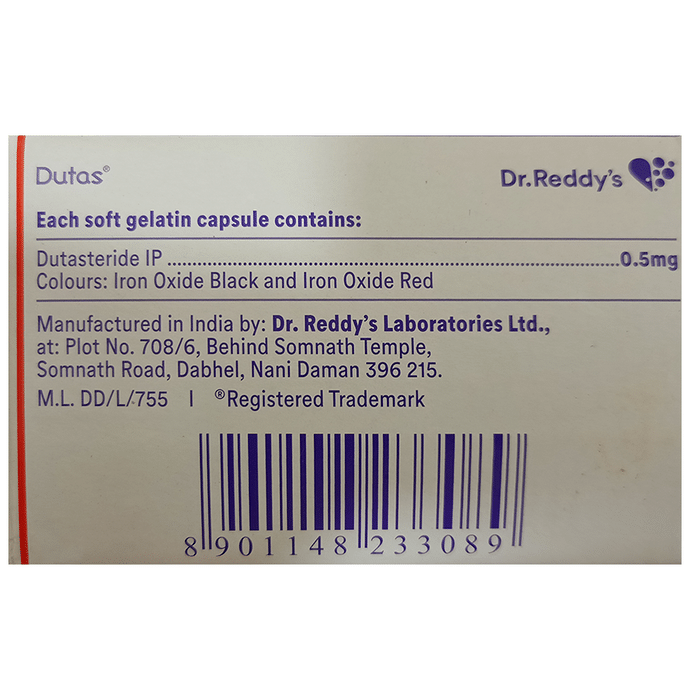 Dutas®
Dr.Reddy's
Each soft gelatin capsule contains:
Dutasteride IP ........................................................................0.5mg
Colours: Iron Oxide Black and Iron Oxide Red
Manufactured in India by: Dr. Reddy's Laboratories Ltd.,
at: Plot No. 708/6, Behind Somnath Temple,
Somnath Road, Dabhel, Nani Daman 396 215.
M.L. DD/L/755 | ®Registered Trademark
8 901148 233089